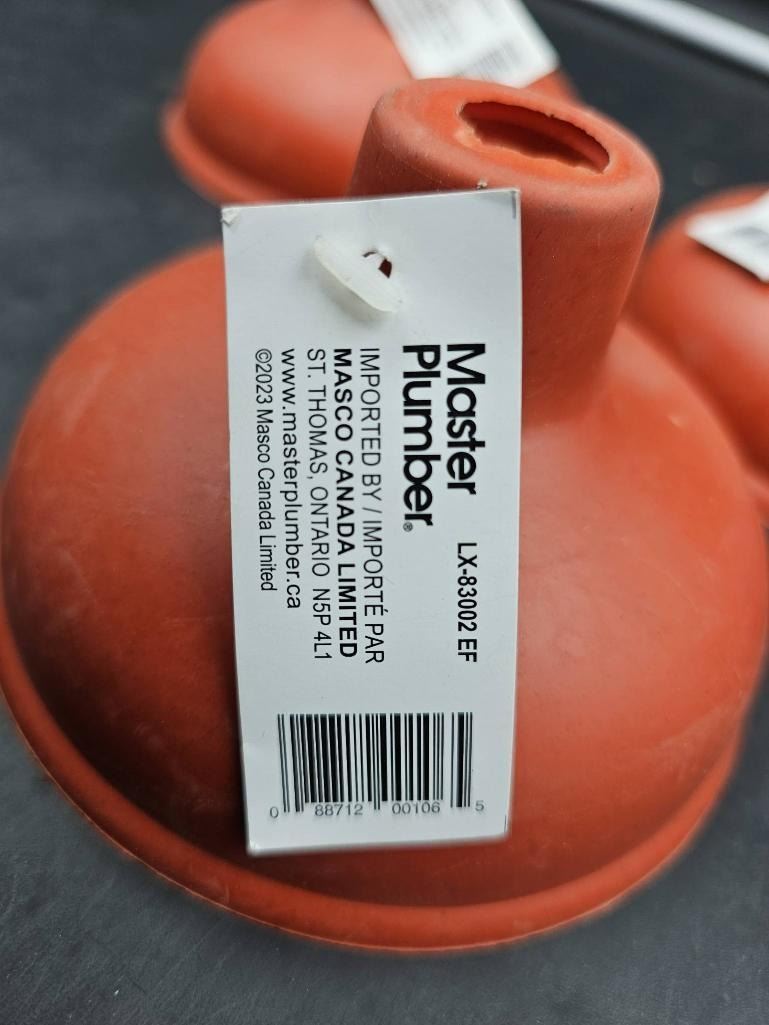 Master
Plumber®
LX-83002 EF
IMPORTED BY / IMPORTÉ PAR
MASCO CANADA LIMITED
ST. THOMAS, ONTARIO N5P 4L1
www.masterplumber.ca
©2023 Masco Canada Limited
0 88712 00106 5